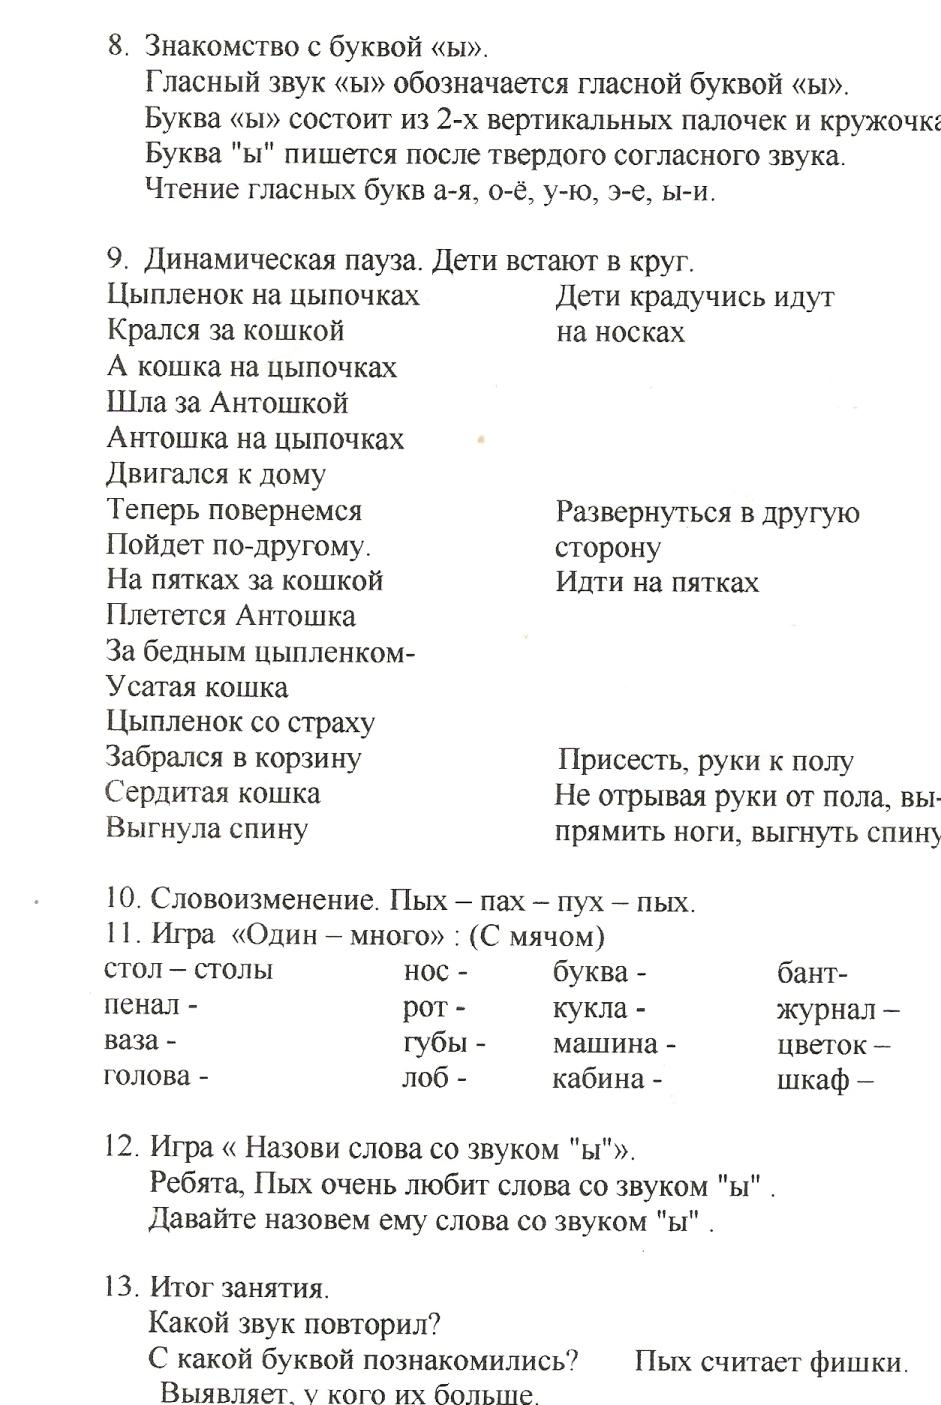 8. Знакомство с буквой «ы».
Гласный звук «ы» обозначается гласной буквой «ы».
Буква «ы» состоит из 2-х вертикальных палочек и кружочка
Буква "ы" пишется после твердого согласного звука.
Чтение гласных букв а-я, о-ё, у-ю, э-е, ы-и.
9. Динамическая пауза. Дети встают в круг.
Цыпленок на цыпочках Дети крадучись идут
Крался за кошкой на носках
А кошка на цыпочках
Шла за Антошкой
Антошка на цыпочках
Двигался к дому
Теперь повернемся Развернуться в другую
Пойдет по-другому. сторону
На пятках за кошкой Идти на пятках
Плетется Антошка
За бедным цыпленком-
Усатая кошка
Цыпленок со страху
Забрался в корзину Присесть, руки к полу
Сердитая кошка Не отрывая руки от пола, вы-
Выгнула спину прямить ноги, выгнуть спину
10. Словоизменение. Пых – пах – пух – пых.
11. Игра «Один – много» : (С мячом)
стол – столы нос - буква - бант-
пенал - рот - кукла - журнал –
ваза - губы - машина - цветок –
голова - лоб - кабина - шкаф –
12. Игра « Назови слова со звуком "ы"».
Ребята, Пых очень любит слова со звуком "ы" .
Давайте назовем ему слова со звуком "ы" .
13. Итог занятия.
Какой звук повторил?
С какой буквой познакомились? Пых считает фишки.
Выявляет, у кого их больше.